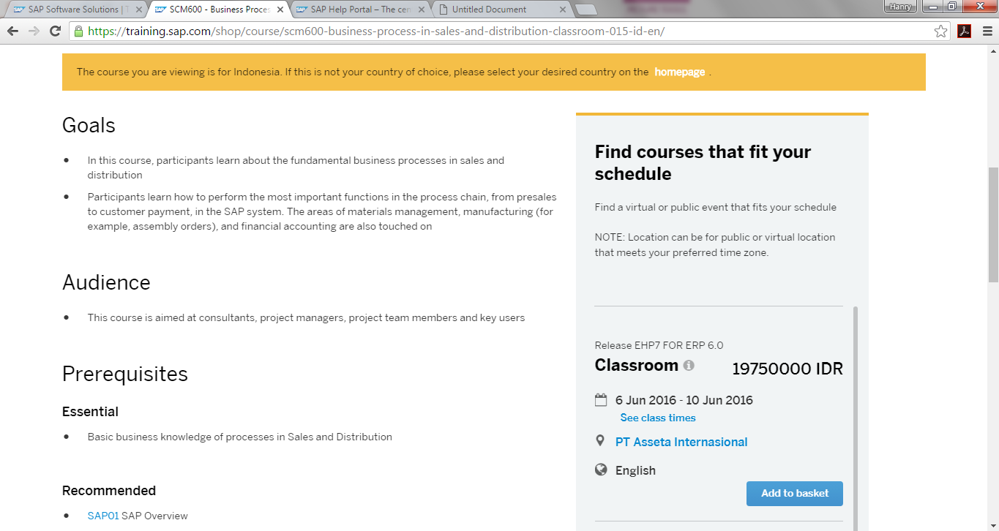 SAP Software Solutions | T
SCM600 - Business Proces
SAP Help Portal – The cen
Untitled Document
Hanry
https://training.sap.com/shop/course/scm600-business-process-in-sales-and-distribution-classroom-015-id-en/
The course you are viewing is for Indonesia. If this is not your country of choice, please select your desired country on the homepage .
Goals
• In this course, participants learn about the fundamental business processes in sales and
distribution
• Participants learn how to perform the most important functions in the process chain, from presales
to customer payment, in the SAP system. The areas of materials management, manufacturing (for
example, assembly orders), and financial accounting are also touched on
Audience
• This course is aimed at consultants, project managers, project team members and key users
Prerequisites
Essential
• Basic business knowledge of processes in Sales and Distribution
Recommended
• SAP01 SAP Overview
Find courses that fit your
schedule
Find a virtual or public event that fits your schedule
NOTE: Location can be for public or virtual location
that meets your preferred time zone.
Release EHP7 FOR ERP 6.0
Classroom 19750000 IDR
6 Jun 2016 - 10 Jun 2016
See class times
PT Asseta Internasional
English
Add to basket